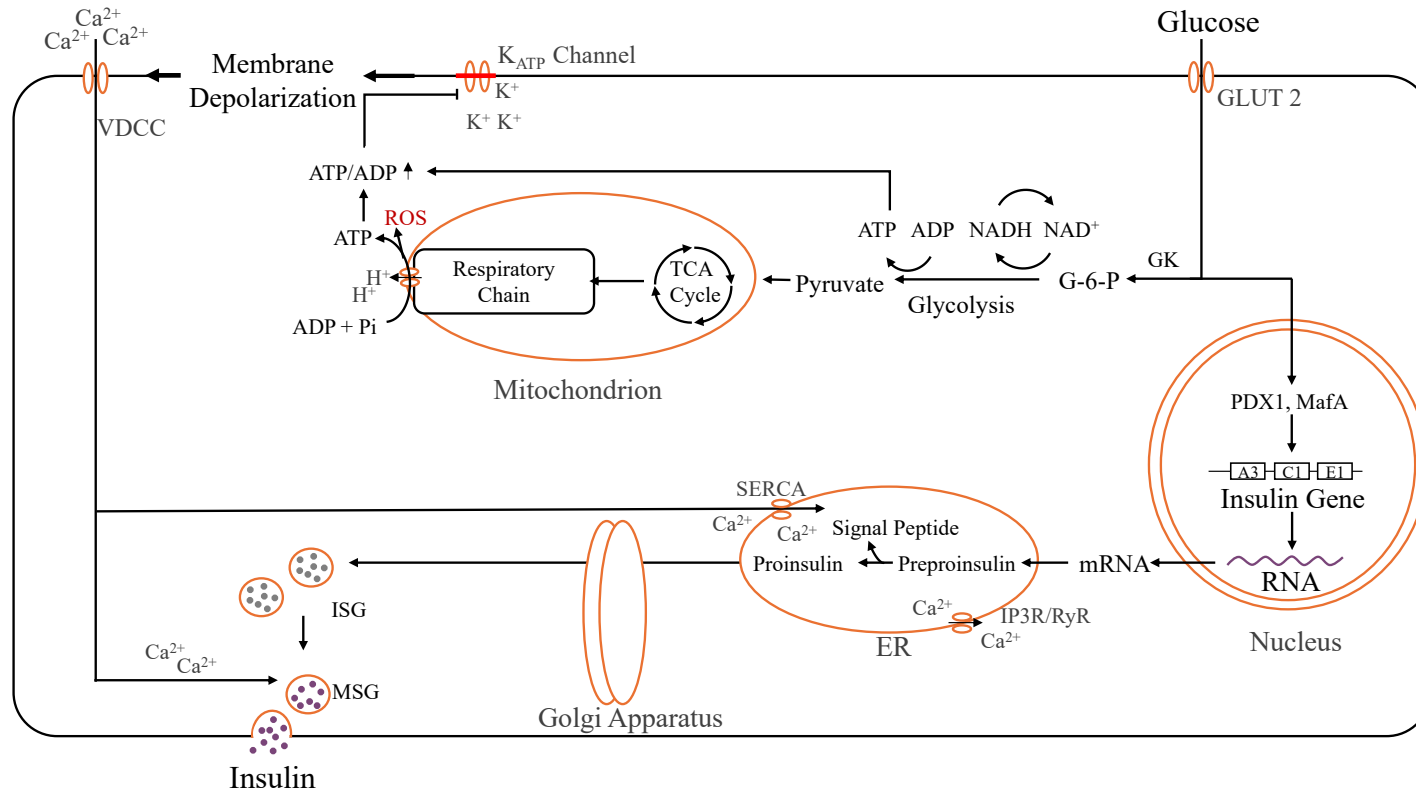 Ca²⁺
Ca²⁺ Ca²⁺
Glucose
K_ATP Channel
Membrane
Depolarization
K⁺
K⁺ K⁺
GLUT 2
VDCC
ATP/ADP
ROS
ATP
ATP ADP NADH NAD⁺
H⁺
H⁺
Respiratory
Chain
TCA
Cycle
Pyruvate
Glycolysis
G-6-P
GK
ADP + Pi
Mitochondrion
PDX1, MafA
A3 C1 E1
Insulin Gene
RNA
Nucleus
mRNA
SERCA
Ca²⁺
Ca²⁺
Signal Peptide
Proinsulin
Preproinsulin
Ca²⁺
IP3R/RyR
Ca²⁺
ER
Golgi Apparatus
ISG
Ca²⁺
Ca²⁺
MSG
Insulin